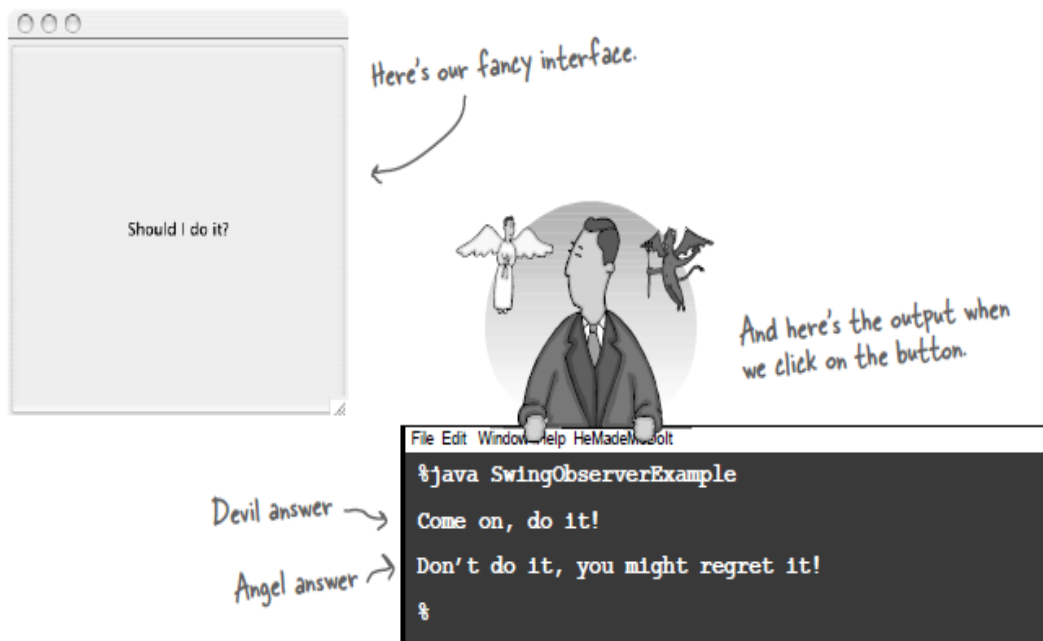 Here's our fancy interface.
Should I do it?
And here's the output when
we click on the button.
File Edit Window Help HeMadeMeDoIt
%java SwingObserverExample
Devil answer
Come on, do it!
Angel answer
Don't do it, you might regret it!
%